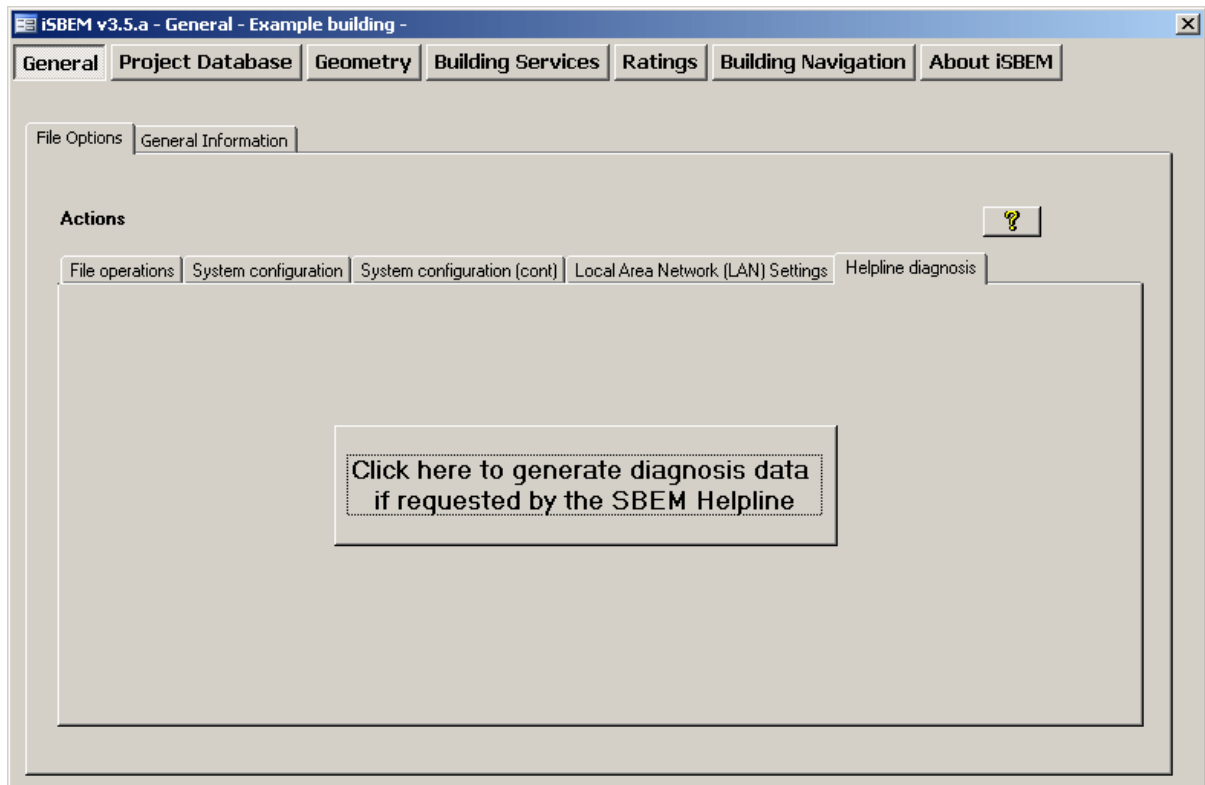 iSBEM v3.5.a - General - Example building -
General Project Database Geometry Building Services Ratings Building Navigation About iSBEM
File Options General Information
Actions
?
File operations System configuration System configuration (cont) Local Area Network (LAN) Settings Helpline diagnosis
Click here to generate diagnosis data
if requested by the SBEM Helpline